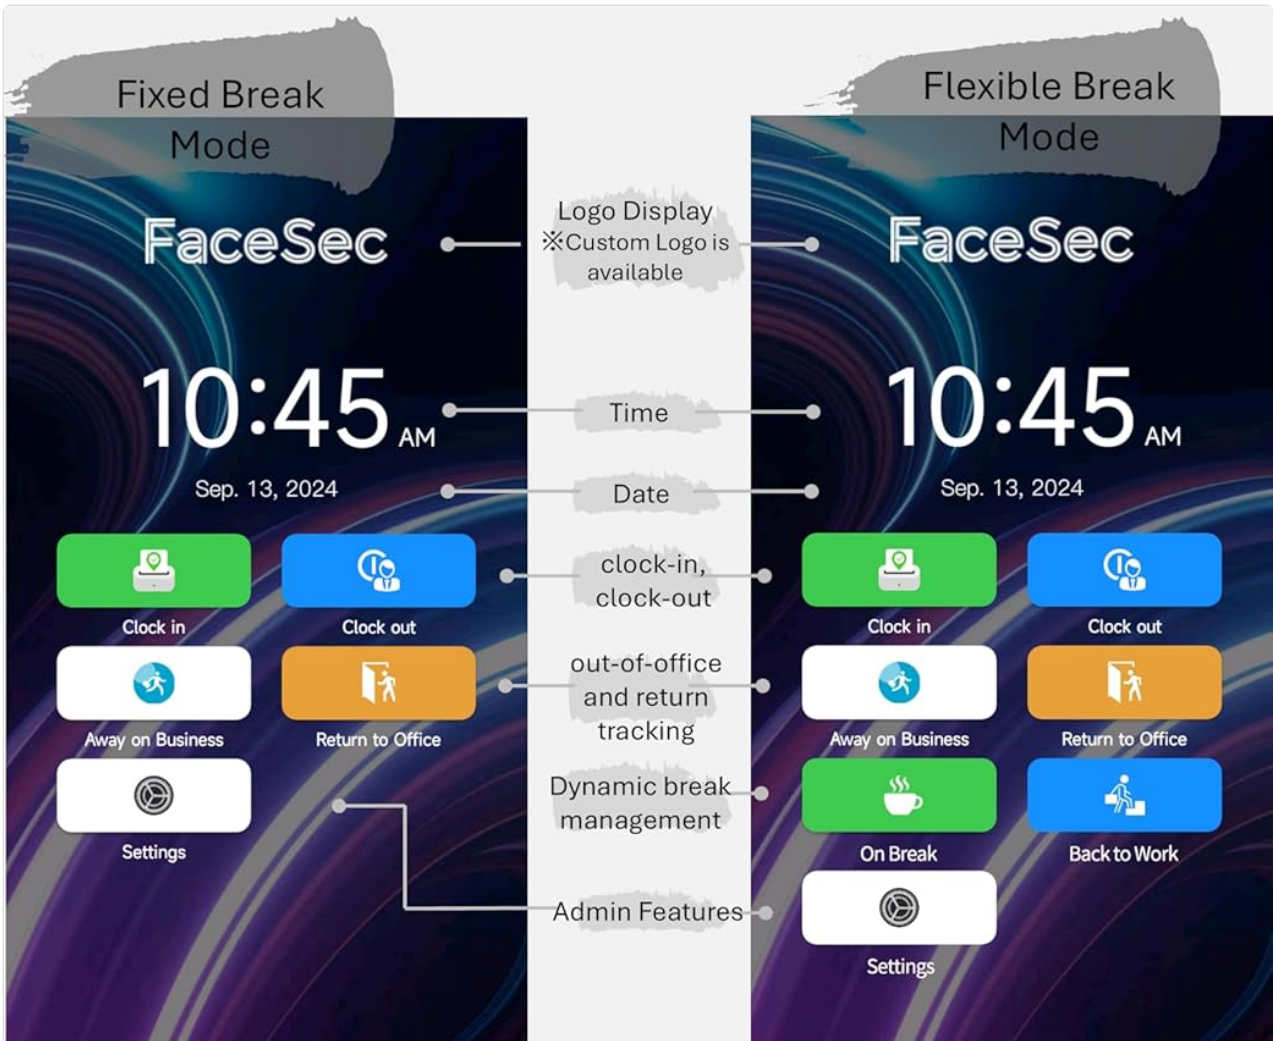 Fixed Break
Mode
FaceSec
10:45 AM
Sep. 13, 2024
Clock in
Clock out
Away on Business
Return to Office
Settings
Logo Display
※Custom Logo is
available
Time
Date
clock-in,
clock-out
out-of-office
and return
tracking
Dynamic break
management
Admin Features
Flexible Break
Mode
FaceSec
10:45 AM
Sep. 13, 2024
Clock in
Clock out
Away on Business
Return to Office
On Break
Back to Work
Settings